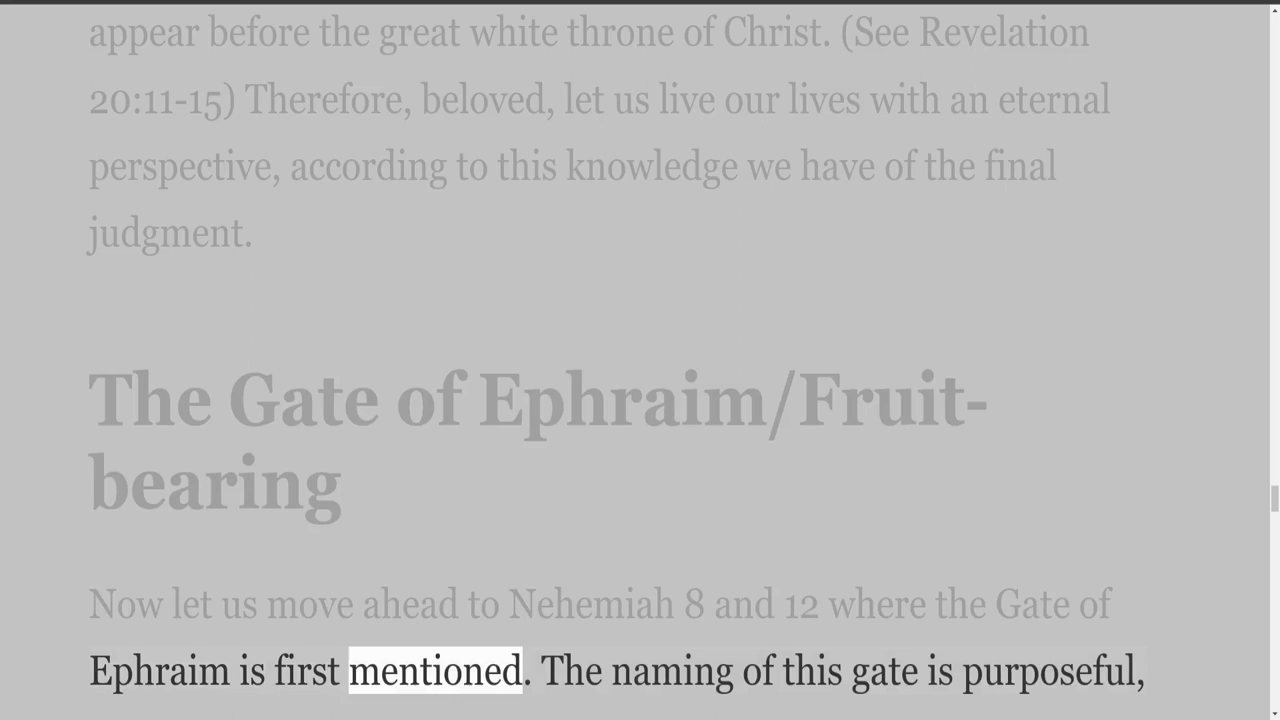 appear before the great white throne of Christ. (See Revelation
20:11-15) Therefore, beloved, let us live our lives with an eternal
perspective, according to this knowledge we have of the final
judgment.
The Gate of Ephraim/Fruit-
bearing
Now let us move ahead to Nehemiah 8 and 12 where the Gate of
Ephraim is first mentioned. The naming of this gate is purposeful,